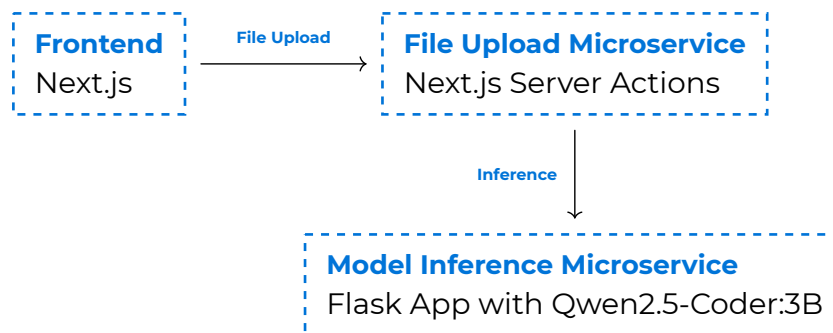 Frontend
Next.js
File Upload
File Upload Microservice
Next.js Server Actions
Inference
Model Inference Microservice
Flask App with Qwen2.5-Coder:3B